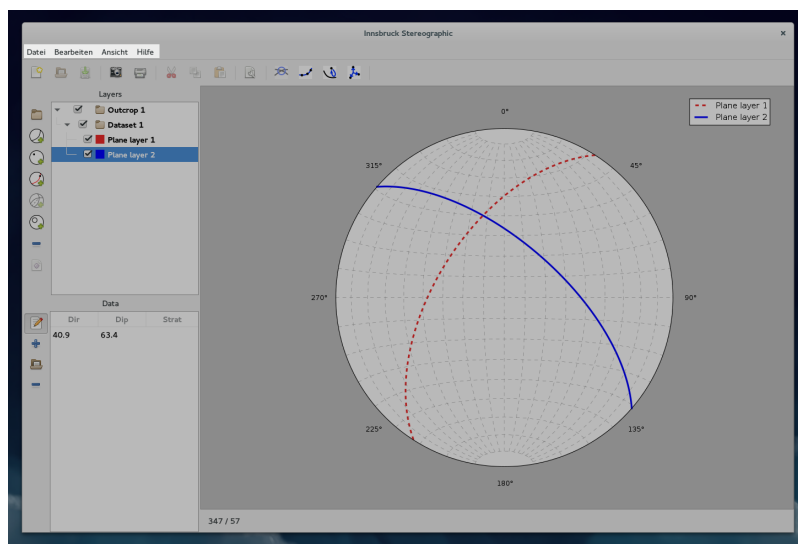 Innsbruck Stereographic
Datei Bearbeiten Ansicht Hilfe
Layers
Outcrop 1
Dataset 1
Plane layer 1
Plane layer 2
Data
Dir Dip Strat
40.9 63.4
Plane layer 1
Plane layer 2
0°
315° 45°
270° 90°
225° 135°
180°
347 / 57